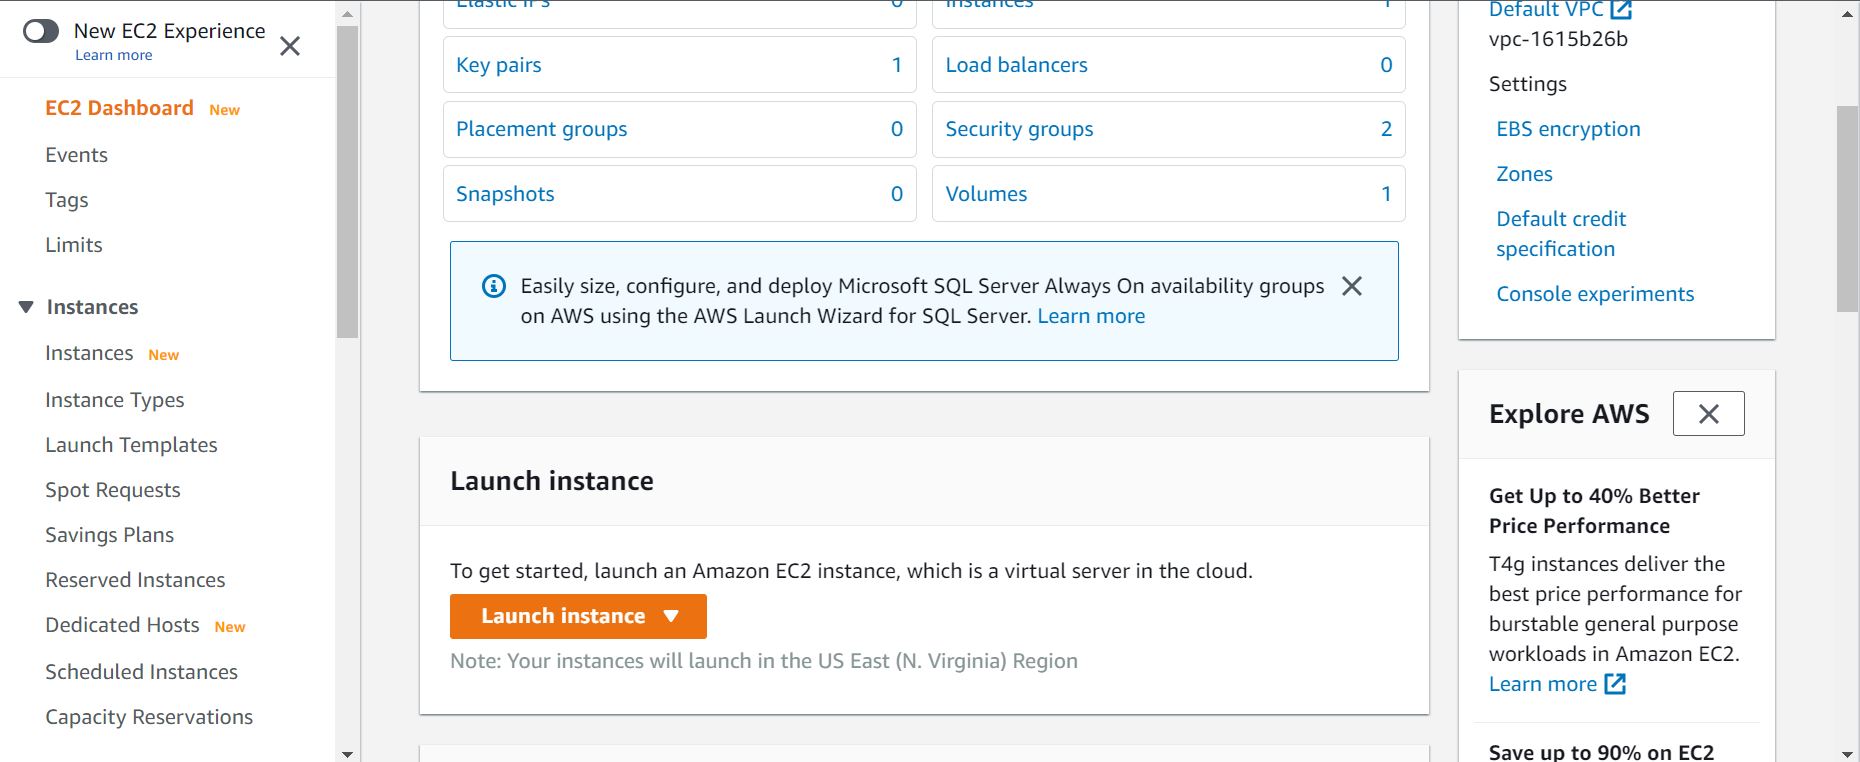 New EC2 Experience
Learn more
EC2 Dashboard New
Events
Tags
Limits
Instances
Instances New
Instance Types
Launch Templates
Spot Requests
Savings Plans
Reserved Instances
Dedicated Hosts New
Scheduled Instances
Capacity Reservations
Elastic IPs 0
Instances 1
Key pairs 1
Load balancers 0
Placement groups 0
Security groups 2
Snapshots 0
Volumes 1
Easily size, configure, and deploy Microsoft SQL Server Always On availability groups
on AWS using the AWS Launch Wizard for SQL Server. Learn more
Launch instance
To get started, launch an Amazon EC2 instance, which is a virtual server in the cloud.
Launch instance
Note: Your instances will launch in the US East (N. Virginia) Region
Default VPC
vpc-1615b26b
Settings
EBS encryption
Zones
Default credit
specification
Console experiments
Explore AWS
Get Up to 40% Better
Price Performance
T4g instances deliver the
best price performance for
burstable general purpose
workloads in Amazon EC2.
Learn more
Save up to 90% on EC2